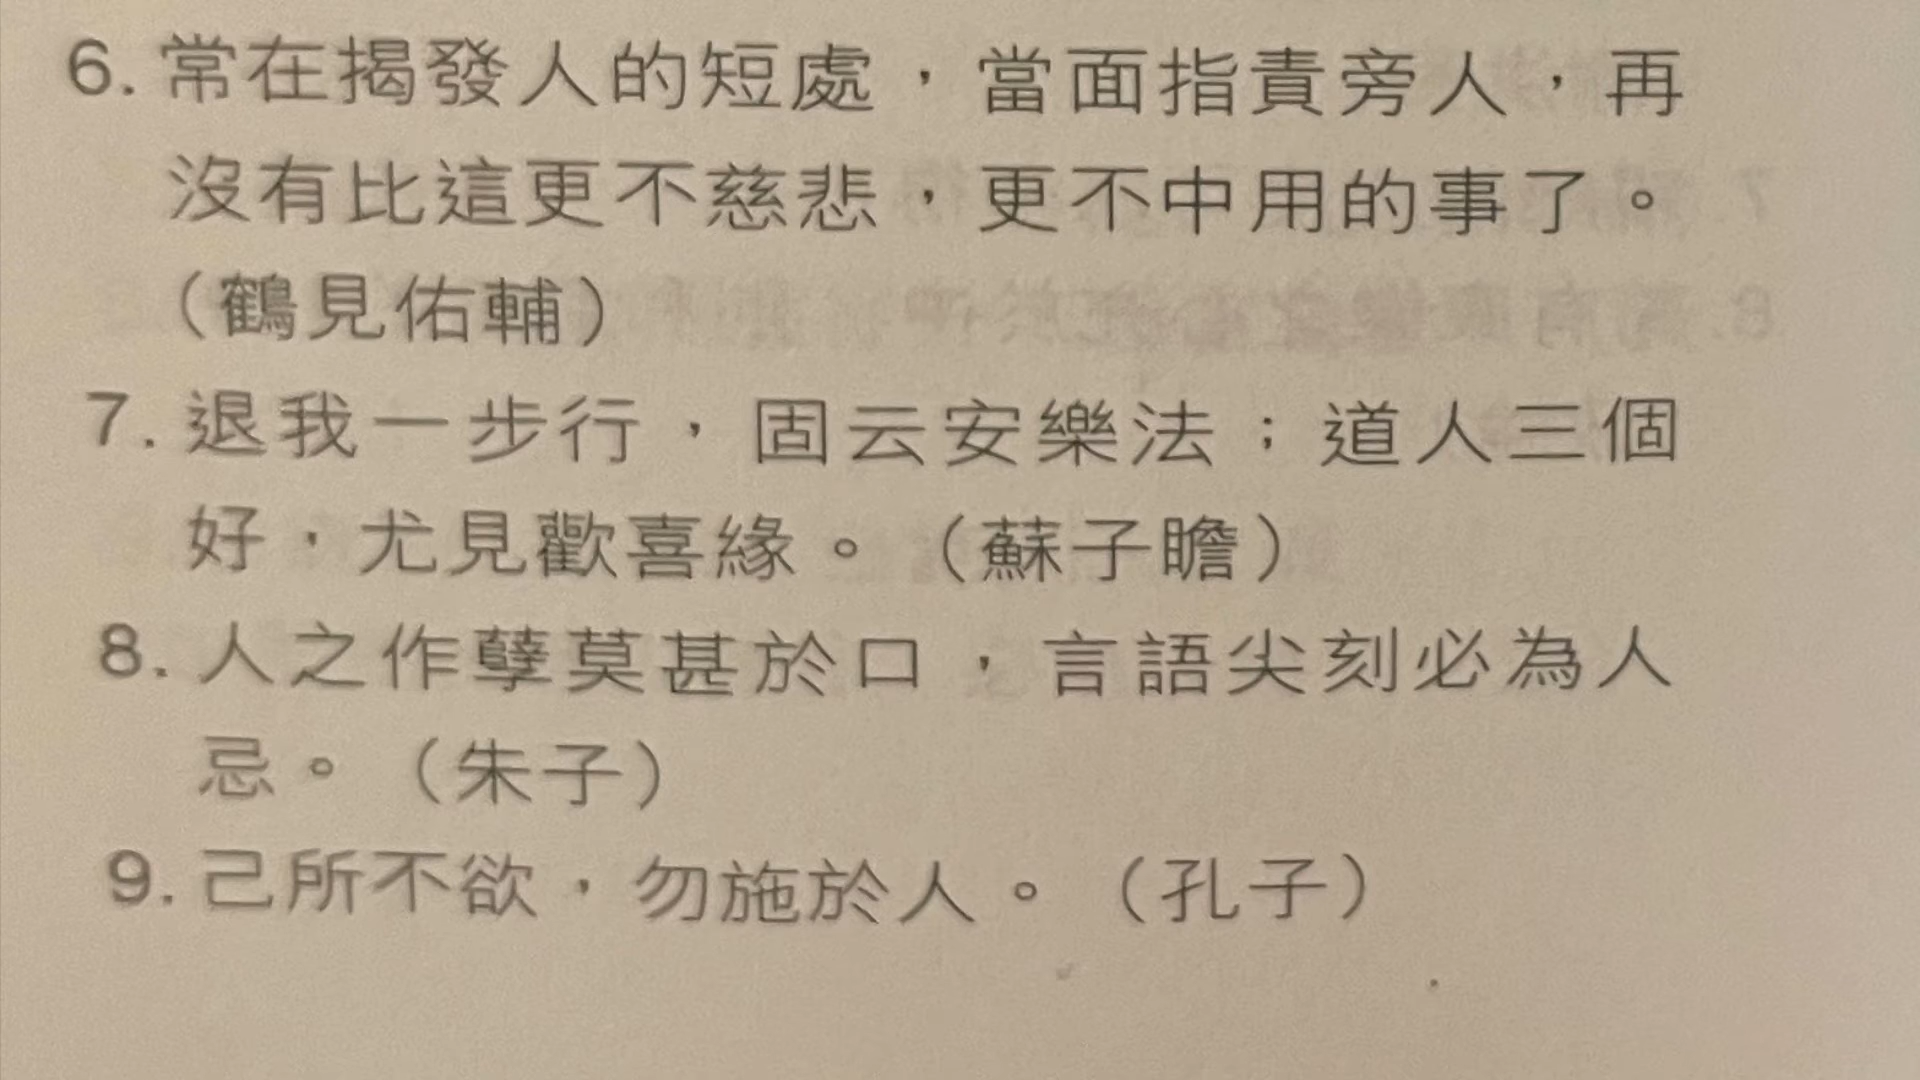 6. 常在揭發人的短處，當面指責旁人，再
沒有比這更不慈悲，更不中用的事了。
（鶴見佑輔）
7. 退我一步行，固云安樂法；道人三個
好，尤見歡喜緣。（蘇子瞻）
8. 人之作孽莫甚於口，言語尖刻必為人
忌。（朱子）
9. 己所不欲，勿施於人。（孔子）